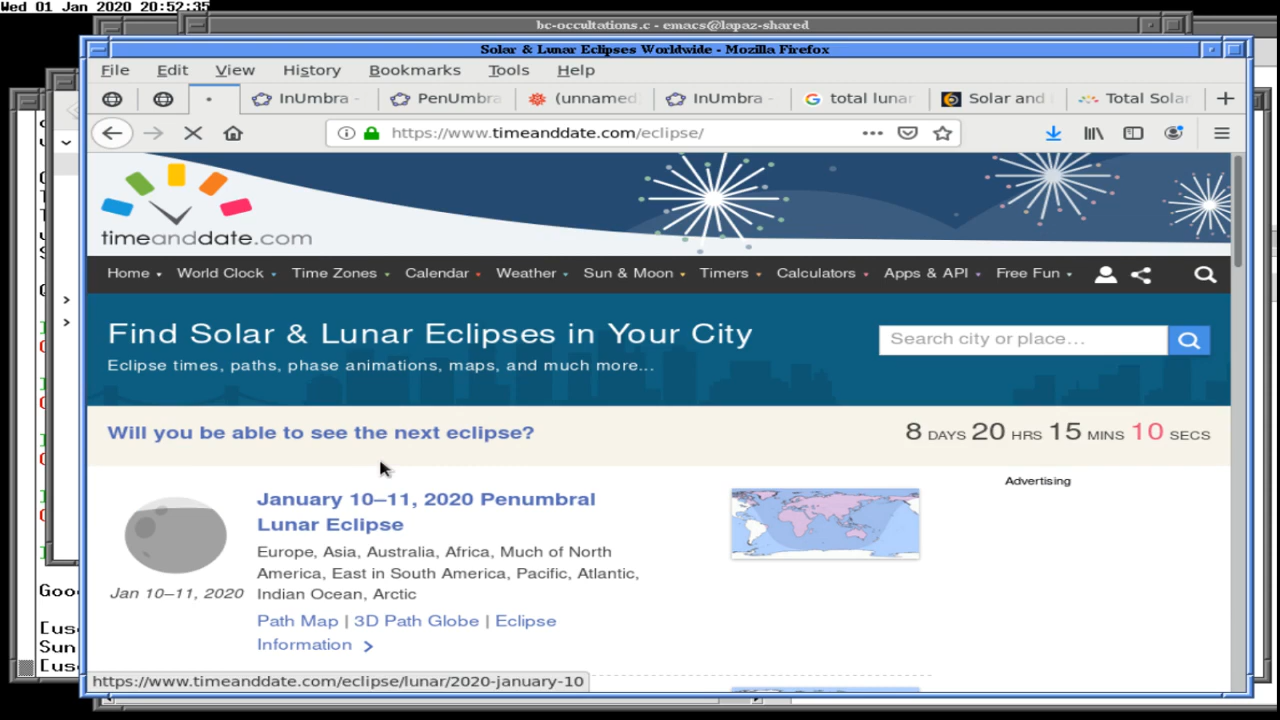 Wed 01 Jan 2020 20:52:35
bc-occultations.c - emacs@lapaz-shared
Solar & Lunar Eclipses Worldwide - Mozilla Firefox
File Edit View History Bookmarks Tools Help
InUmbra - PenUmbra (unnamed InUmbra - total lunar Solar and Total Solar
https://www.timeanddate.com/eclipse/
timeanddate.com
Home World Clock Time Zones Calendar Weather Sun & Moon Timers Calculators Apps & API Free Fun
Find Solar & Lunar Eclipses in Your City
Search city or place...
Eclipse times, paths, phase animations, maps, and much more...
Will you be able to see the next eclipse?
8 DAYS 20 HRS 15 MINS 10 SECS
Advertising
January 10–11, 2020 Penumbral
Lunar Eclipse
Europe, Asia, Australia, Africa, Much of North
America, East in South America, Pacific, Atlantic,
Indian Ocean, Arctic
Jan 10–11, 2020
Path Map | 3D Path Globe | Eclipse
Information
Goo
[us
Sun
[us
https://www.timeanddate.com/eclipse/lunar/2020-january-10